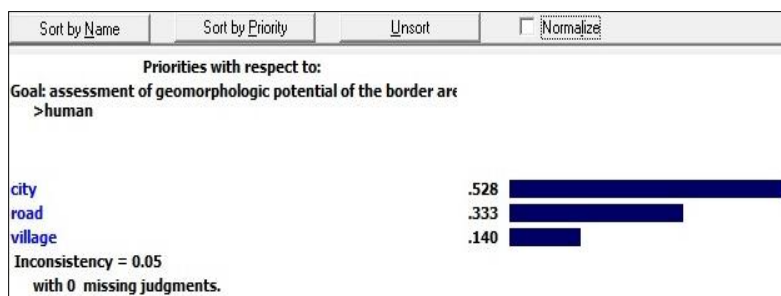 Sort by Name Sort by Priority Unsort Normalize
Priorities with respect to:
Goal: assessment of geomorphologic potential of the border are
>human
city .528
road .333
village .140
Inconsistency = 0.05
with 0 missing judgments.